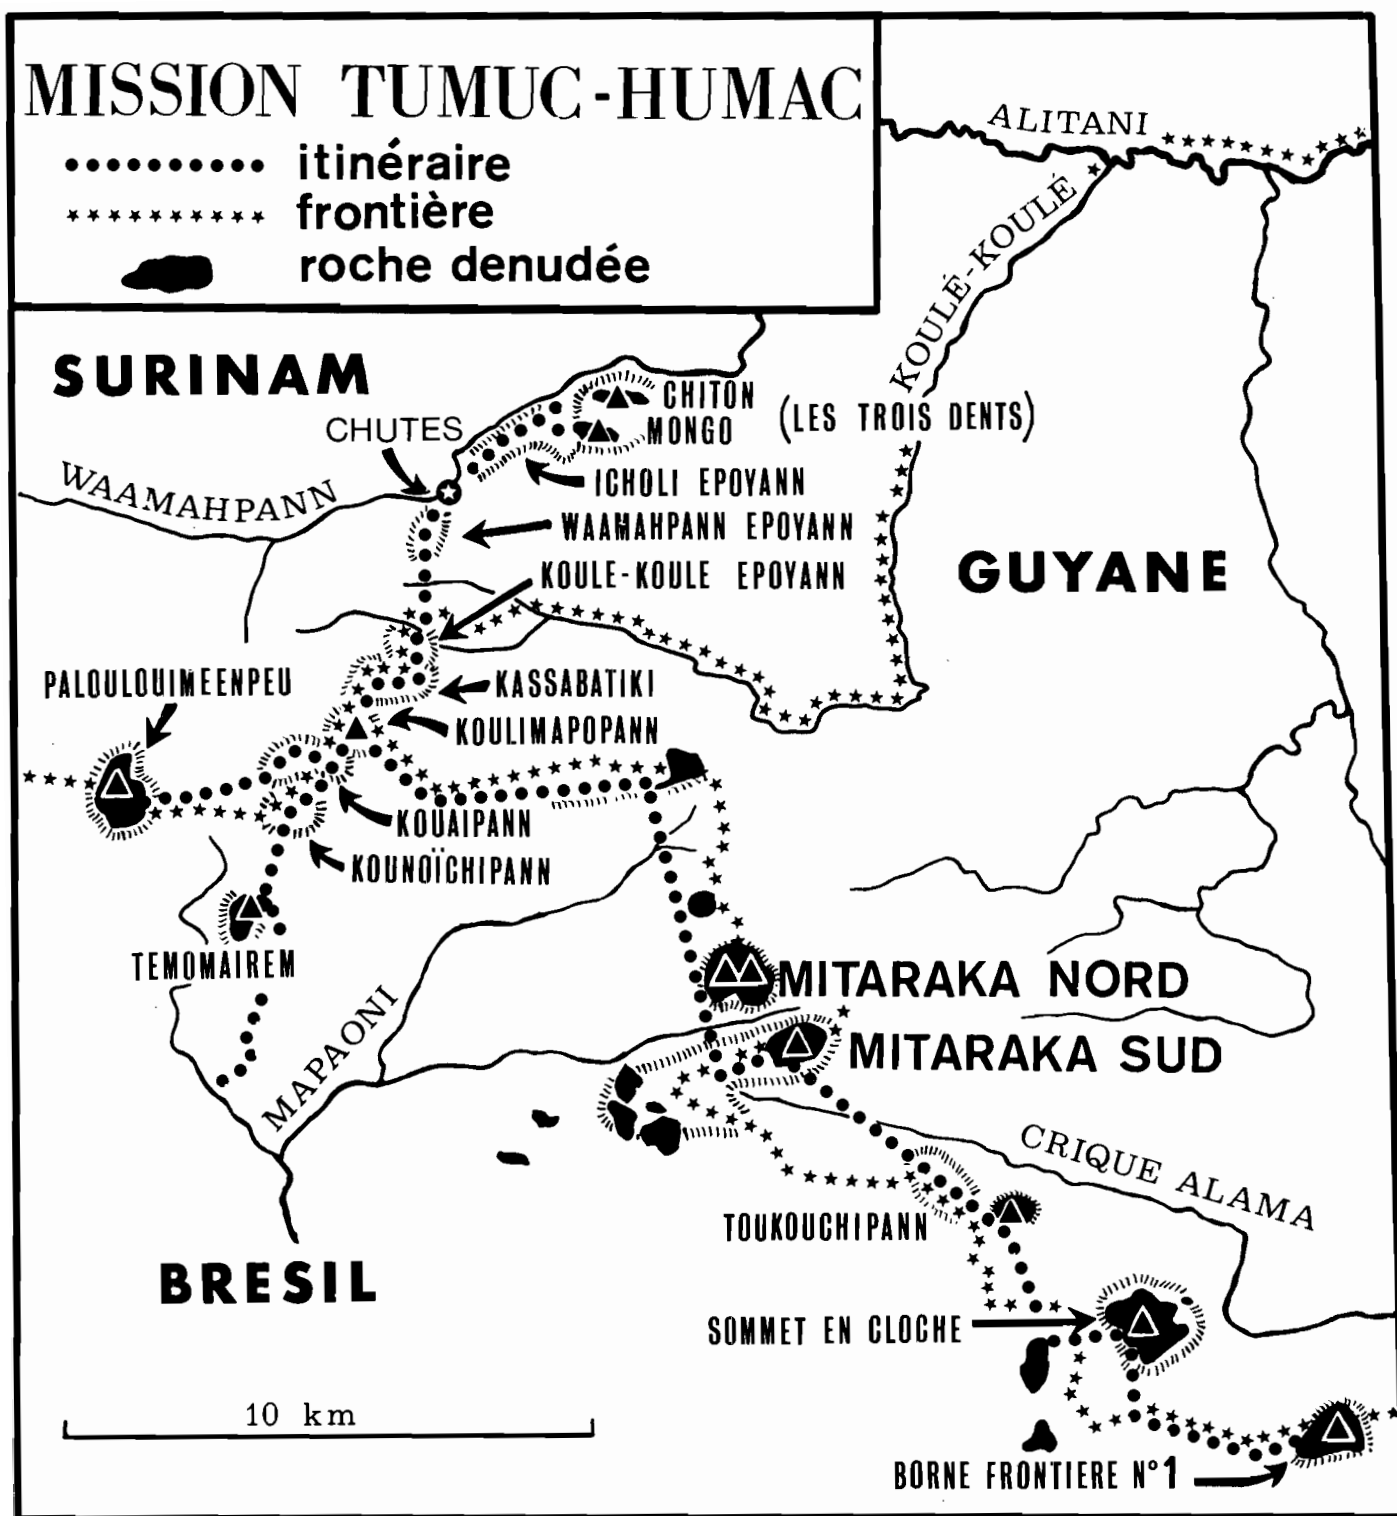 MISSION TUMUC-HUMAC
itinéraire
frontière
roche denudée
ALITANI
KOULÉ-KOULÉ
SURINAM
CHITON
MONGO
(LES TROIS DENTS)
CHUTES
WAAMAHPANN
ICHOLI EPOYANN
WAAMAHPANN EPOYANN
KOULE-KOULE EPOYANN
GUYANE
PALOULOUIMEENPEU
KASSABATIKI
KOULIMAPOPANN
KOUAIPANN
KOUNOÏCHIPANN
TEMOMAIREM
MITARAKA NORD
MAPAONI
MITARAKA SUD
CRIQUE ALAMA
TOUKOUCHIPANN
BRESIL
SOMMET EN CLOCHE
10 km
BORNE FRONTIERE N°1